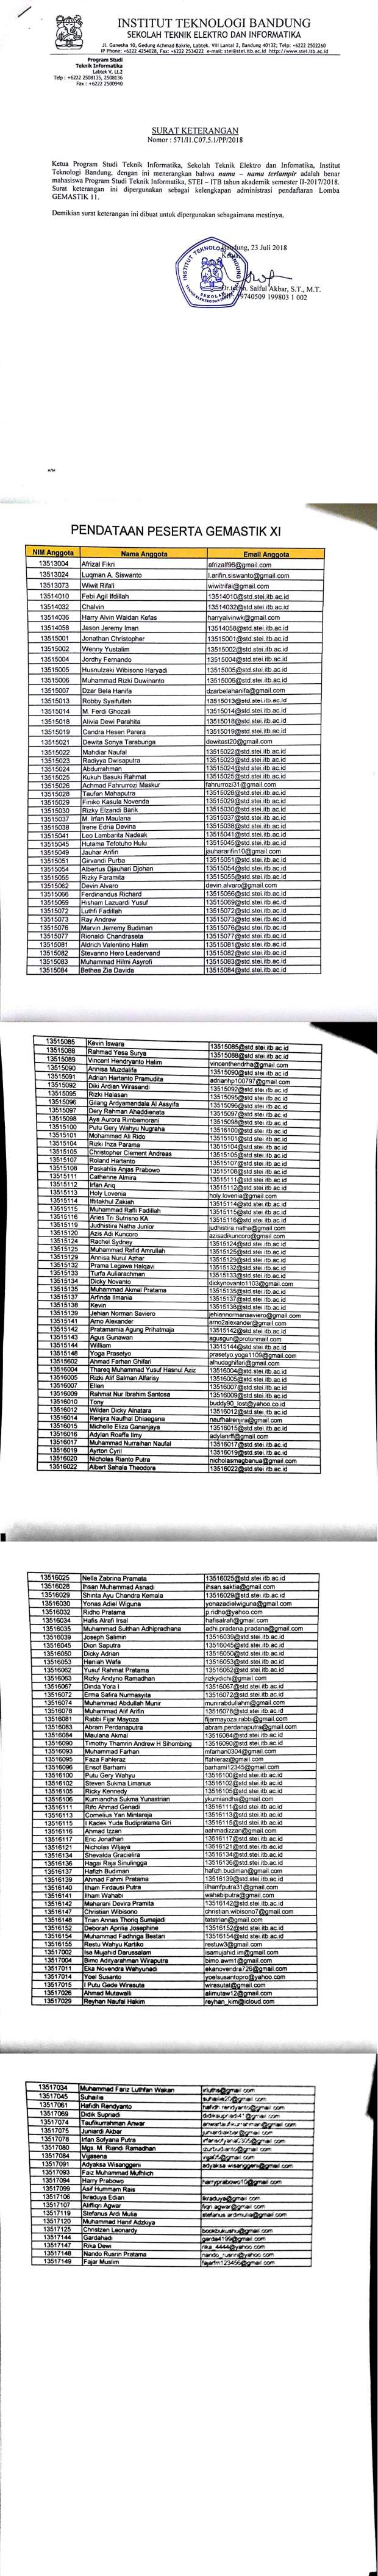 INSTITUT TEKNOLOGI BANDUNG
SEKOLAH TEKNIK ELEKTRO DAN INFORMATIKA
Jl. Ganesha 10, Gedung Achmad Bakrie, Labtek. VIII Lantai 2, Bandung 40132; Telp: +6222 2502260
IP Phone: +6222 4254028, Fax: +6222 2534222 e-mail: stei@stei.itb.ac.id http://www.stei.itb.ac.id
Program Studi
Teknik Informatika
Labtek V, Lt.2
Telp : +6222 2508135, 2508136
Fax : +6222 2500940
SURAT KETERANGAN
Nomor : 571/I1.C07.5.1/PP/2018
Ketua Program Studi Teknik Informatika, Sekolah Teknik Elektro dan Infomatika, Institut
Teknologi Bandung, dengan ini menerangkan bahwa nama – nama terlampir adalah benar
mahasiswa Program Studi Teknik Informatika, STEI – ITB tahun akademik semester II-2017/2018.
Surat keterangan ini dipergunakan sebagai kelengkapan administrasi pendaftaran Lomba
GEMASTIK 11.
Demikian surat keterangan ini dibuat untuk dipergunakan sebagaimana mestinya.
23 Juli 2018
Saiful Akbar, S.T., M.T.
9740509 199803 1 002
PENDATAAN PESERTA GEMASTIK XI
NIM Anggota Nama Anggota Email Anggota
13513004 Afrizal Fikri afrizalf96@gmail.com
13513024 Luqman A. Siswanto l.arifin.siswanto@gmail.com
13513073 Wiwit Rifa'i wiwitrifai@gmail.com
13514010 Febi Agil Ifdillah 13514010@std.stei.itb.ac.id
13514032 Chalvin 13514032@std.stei.itb.ac.id
13514036 Harry Alvin Waidan Kefas harryalvinwk@gmail.com
13514058 Jason Jeremy Iman 13514058@std.stei.itb.ac.id
13515001 Jonathan Christopher 13515001@std.stei.itb.ac.id
13515002 Wenny Yustalim 13515002@std.stei.itb.ac.id
13515004 Jordhy Fernando 13515004@std.stei.itb.ac.id
13515005 Husnulzaki Wibisono Haryadi 13515005@std.stei.itb.ac.id
13515006 Muhammad Rizki Duwinanto 13515006@std.stei.itb.ac.id
13515007 Dzar Bela Hanifa dzarbelahanifa@gmail.com
13515013 Robby Syaifullah 13515013@std.stei.itb.ac.id
13515014 M. Ferdi Ghozali 13515014@std.stei.itb.ac.id
13515018 Alivia Dewi Parahita 13515018@std.stei.itb.ac.id
13515019 Candra Hesen Parera 13515019@std.stei.itb.ac.id
13515021 Dewita Sonya Tarabunga dewitast20@gmail.com
13515022 Mahdiar Naufal 13515022@std.stei.itb.ac.id
13515023 Radiyya Dwisaputra 13515023@std.stei.itb.ac.id
13515024 Abdurrahman 13515024@std.stei.itb.ac.id
13515025 Kukuh Basuki Rahmat 13515025@std.stei.itb.ac.id
13515026 Achmad Fahrurrozi Maskur fahrurrozi31@gmail.com
13515028 Taufan Mahaputra 13515028@std.stei.itb.ac.id
13515029 Finiko Kasula Novenda 13515029@std.stei.itb.ac.id
13515030 Rizky Elzandi Barik 13515030@std.stei.itb.ac.id
13515037 M. Irfan Maulana 13515037@std.stei.itb.ac.id
13515038 Irene Edria Devina 13515038@std.stei.itb.ac.id
13515041 Leo Lambarita Nadeak 13515041@std.stei.itb.ac.id
13515045 Hutama Tefotuho Hulu 13515045@std.stei.itb.ac.id
13515049 Jauhar Arifin jauhararifin10@gmail.com
13515051 Girvandi Purba 13515051@std.stei.itb.ac.id
13515054 Albertus Djauhari Djohan 13515054@std.stei.itb.ac.id
13515055 Rizky Faramita 13515055@std.stei.itb.ac.id
13515062 Devin Alvaro devin.alvaro@gmail.com
13515066 Ferdinandus Richard 13515066@std.stei.itb.ac.id
13515069 Hisham Lazuardi Yusuf 13515069@std.stei.itb.ac.id
13515072 Luthfi Fadillah 13515072@std.stei.itb.ac.id
13515073 Ray Andrew 13515073@std.stei.itb.ac.id
13515076 Marvin Jerremy Budiman 13515076@std.stei.itb.ac.id
13515077 Rionaldi Chandraseta 13515077@std.stei.itb.ac.id
13515081 Aldrich Valentino Halim 13515081@std.stei.itb.ac.id
13515082 Stevanno Hero Leadervand 13515082@std.stei.itb.ac.id
13515083 Muhammad Hilmi Asyrofi 13515083@std.stei.itb.ac.id
13515084 Bethea Zia Davida 13515084@std.stei.itb.ac.id
13515085 Kevin Iswara 13515085@std.stei.itb.ac.id
13515088 Rahmad Yesa Surya 13515088@std.stei.itb.ac.id
13515089 Vincent Hendryanto Halim vincenthendrha@gmail.com
13515090 Annisa Muzdalifa 13515090@std.stei.itb.ac.id
13515091 Adrian Hartanto Pramudita adrianhp100797@gmail.com
13515092 Diki Ardian Wirasandi 13515092@std.stei.itb.ac.id
13515095 Rizki Halasan 13515095@std.stei.itb.ac.id
13515096 Gilang Ardyamandala Al Assyifa 13515096@std.stei.itb.ac.id
13515097 Dery Rahman Ahaddienata 13515097@std.stei.itb.ac.id
13515098 Aya Aurora Rimbamorani 13515098@std.stei.itb.ac.id
13515100 Putu Gery Wahyu Nugraha 13516100@std.stei.itb.ac.id
13515101 Mohammad Ali Rido 13515101@std.stei.itb.ac.id
13515104 Rizki Ihza Parama 13515104@std.stei.itb.ac.id
13515105 Christopher Clement Andreas 13515105@std.stei.itb.ac.id
13515107 Roland Hartanto 13515107@std.stei.itb.ac.id
13515108 Paskahlis Anjas Prabowo 13515108@std.stei.itb.ac.id
13515111 Catherine Almira 13515111@std.stei.itb.ac.id
13515112 Irfan Ariq 13515112@std.stei.itb.ac.id
13515113 Holy Lovenia holy.lovenia@gmail.com
13515114 Iftitakhul Zakiah 13515114@std.stei.itb.ac.id
13515115 Muhammad Rafli Fadillah 13515115@std.stei.itb.ac.id
13515116 Aries Tri Sutrisno KA 13515116@std.stei.itb.ac.id
13515119 Judhistira Natha Junior judhistira.natha@gmail.com
13515120 Azis Adi Kuncoro azisadikuncoro@gmail.com
13515124 Rachel Sydney 13515124@std.stei.itb.ac.id
13515125 Muhammad Rafid Amrullah 13515125@std.stei.itb.ac.id
13515129 Annisa Nurul Azhar 13515129@std.stei.itb.ac.id
13515132 Prama Legawa Halqavi 13515132@std.stei.itb.ac.id
13515133 Turfa Auliarachman 13515133@std.stei.itb.ac.id
13515134 Dicky Novanto dickynovanto1103@gmail.com
13515135 Muhammad Akmal Pratama 13515135@std.stei.itb.ac.id
13515137 Arfinda Ilmania 13515137@std.stei.itb.ac.id
13515138 Kevin 13515138@std.stei.itb.ac.id
13515139 Jehian Norman Saviero jehiannormansaviero@gmail.com
13515141 Arno Alexander arno2alexander@gmail.com
13515142 Pratamamia Agung Prihatmaja 13515142@std.stei.itb.ac.id
13515143 Agus Gunawan agusgun@protonmail.com
13515144 William 13515144@std.stei.itb.ac.id
13515148 Yoga Prasetyo prasetyo.yoga1109@gmail.com
13515602 Ahmad Farhan Ghifari alhudaghifari@gmail.com
13516004 Thareq Muhammad Yusuf Hasnul Aziz 13516004@std.stei.itb.ac.id
13516005 Rizki Alif Salman Alfarisy 13516005@std.stei.itb.ac.id
13516007 Ellen 13516007@std.stei.itb.ac.id
13516009 Rahmat Nur Ibrahim Santosa 13516009@std.stei.itb.ac.id
13516010 Tony buddy90_lost@yahoo.co.id
13516012 Wildan Dicky Alnatara 13516012@std.stei.itb.ac.id
13516014 Renjira Naufhal Dhiaegana naufhalrenjira@gmail.com
13516015 Michelle Eliza Gananjaya 13516015@std.stei.itb.ac.id
13516016 Adylan Roaffa Ilmy adylanrff@gmail.com
13516017 Muhammad Nurraihan Naufal 13516017@std.stei.itb.ac.id
13516019 Ayrton Cyril 13516019@std.stei.itb.ac.id
13516020 Nicholas Rianto Putra nicholasmagbanua@gmail.com
13516022 Albert Sahala Theodore 13516022@std.stei.itb.ac.id
13516025 Nella Zabrina Pramata 13516025@std.stei.itb.ac.id
13516028 Ihsan Muhammad Asnadi ihsan.saktia@gmail.com
13516029 Shinta Ayu Chandra Kemala 13516029@std.stei.itb.ac.id
13516030 Yonas Adiel Wiguna yonazadielwiguna@gmail.com
13516032 Ridho Pratama p.ridho@yahoo.com
13516034 Hafis Alrafi Irsal hafisalrafi@gmail.com
13516035 Muhammad Sulthan Adhipradhana adhi.pradana.pradana@gmail.com
13516039 Joseph Salimin 13516039@std.stei.itb.ac.id
13516045 Dion Saputra 13516045@std.stei.itb.ac.id
13516050 Dicky Adrian 13516050@std.stei.itb.ac.id
13516053 Haniah Wafa 13516053@std.stei.itb.ac.id
13516062 Yusuf Rahmat Pratama 13516062@std.stei.itb.ac.id
13516063 Rizky Andyno Ramadhan rizkydichi@gmail.com
13516067 Dinda Yora I 13516067@std.stei.itb.ac.id
13516072 Erma Safira Nurmasyita 13516072@std.stei.itb.ac.id
13516074 Muhammad Abdullah Munir munirabdullahm@gmail.com
13516078 Muhammad Alif Arifin 13516078@std.stei.itb.ac.id
13516081 Rabbi Fijar Mayoza fijarmayoza.rabbi@gmail.com
13516083 Abram Perdanaputra abram.perdanaputra@gmail.com
13516084 Maulana Akmal 13516084@std.stei.itb.ac.id
13516090 Timothy Thamrin Andrew H Sihombing 13516090@std.stei.itb.ac.id
13516093 Muhammad Farhan mfarhan0304@gmail.com
13516095 Faza Fahleraz ffahleraz@gmail.com
13516096 Ensof Barhami barhami12345@gmail.com
13516100 Putu Gery Wahyu 13516100@std.stei.itb.ac.id
13516102 Steven Sukma Limanus 13516102@std.stei.itb.ac.id
13516105 Ricky Kennedy 13516105@std.stei.itb.ac.id
13516106 Kurniandha Sukma Yunastrian ykurniandha@gmail.com
13516111 Rifo Ahmad Genadi 13516111@std.stei.itb.ac.id
13516113 Cornelius Yan Mintareja 13516113@std.stei.itb.ac.id
13516115 I Kadek Yuda Budipratama Giri 13516115@std.stei.itb.ac.id
13516116 Ahmad Izzan aahmadizzan@gmail.com
13516117 Eric Jonathan 13516117@std.stei.itb.ac.id
13516121 Nicholas Wijaya 13516121@std.stei.itb.ac.id
13516134 Shevalda Gracielira 13516134@std.stei.itb.ac.id
13516136 Hagai Raja Sinulingga 13516136@std.stei.itb.ac.id
13516137 Hafizh Budiman hafizh.budiman@gmail.com
13516139 Ahmad Fahmi Pratama 13516139@std.stei.itb.ac.id
13516140 Ilham Firdausi Putra ilhamfputra31@gmail.com
13516141 Ilham Wahabi wahabiputra@gmail.com
13516142 Maharani Devira Pramita 13516142@std.stei.itb.ac.id
13516147 Christian Wibisono christian.wibisono7@gmail.com
13516148 Trian Annas Thoriq Sumajadi tatstrian@gmail.com
13516152 Deborah Aprilia Josephine 13516152@std.stei.itb.ac.id
13516154 Muhammad Fadhriga Bestari 13516154@std.stei.itb.ac.id
13516155 Restu Wahyu Kartiko restuw3@gmail.com
13517002 Isa Mujahid Darussalam isamujahid.im@gmail.com
13517004 Bimo Adityarahman Wiraputra bimo.awm1@gmail.com
13517011 Eka Novendra Wahyunadi ekanovendra726@gmail.com
13517014 Yoel Susanto yoelsusantopro@yahoo.com
13517015 I Putu Gede Wirasuta wirasutat@gmail.com
13517026 Ahmad Mutawalli alimutaw12@gmail.com
13517029 Reyhan Naufal Hakim reyhan_kim@icloud.com
13517034 Muhammad Fariz Luthfan Wakan
13517045 Suhailie
13517061 Hafidh Rendyanto hafidh.rendyanto@gmail.com
13517069 Didik Supriadi
13517074 Taufikurrahman Anwar
13517075 Juniardi Akbar juniardiakbar@gmail.com
13517078 Irfan Sofyana Putra
13517080 Mgs. M. Riandi Ramadhan
13517084 Vigasena
13517091 Adyaksa Wisanggeni adyaksa.wisanggeni@gmail.com
13517093 Faiz Muhammad Muflich
13517094 Harry Prabowo harryprabowo10@gmail.com
13517099 Asif Hummam Rais
13517106 Ikraduya Edian ikraduya@gmail.com
13517107 Aliffiqri Agwar fiqri.agwar@gmail.com
13517119 Stefanus Ardi Mulia stefanus.ardimulia@gmail.com
13517120 Muhammad Hanif Adzkiya
13517125 Christzen Leonardy bookbukushu@gmail.com
13517144 Gardahadi garda4199@gmail.com
13517147 Rika Dewi rika_4444@yahoo.com
13517148 Nando Rusrin Pratama nando_rusrin@yahoo.com
13517149 Fajar Muslim fajarfm123456@gmail.com